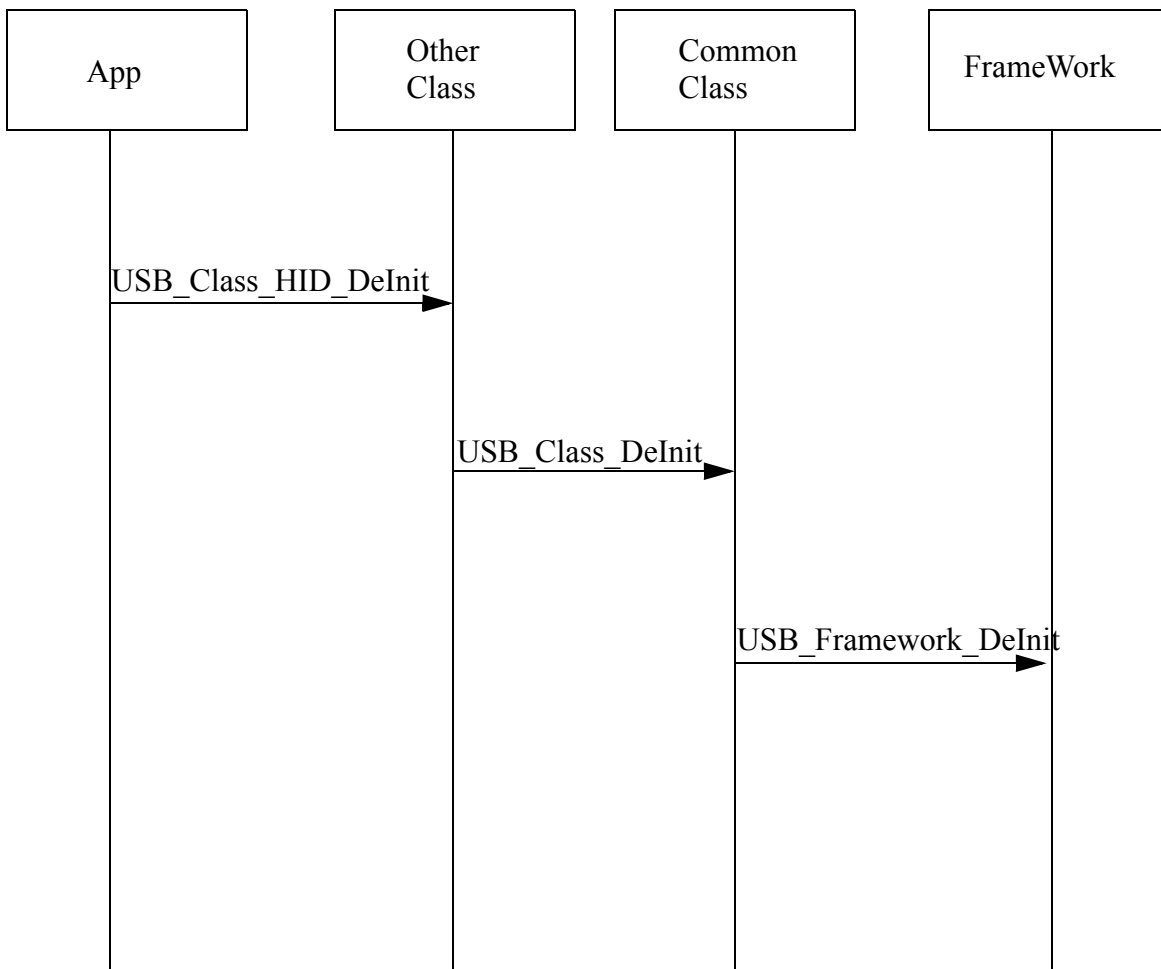 App
Other
Class
Common
Class
FrameWork
USB_Class_HID_DeInit
USB_Class_DeInit
USB_Framework_DeInit